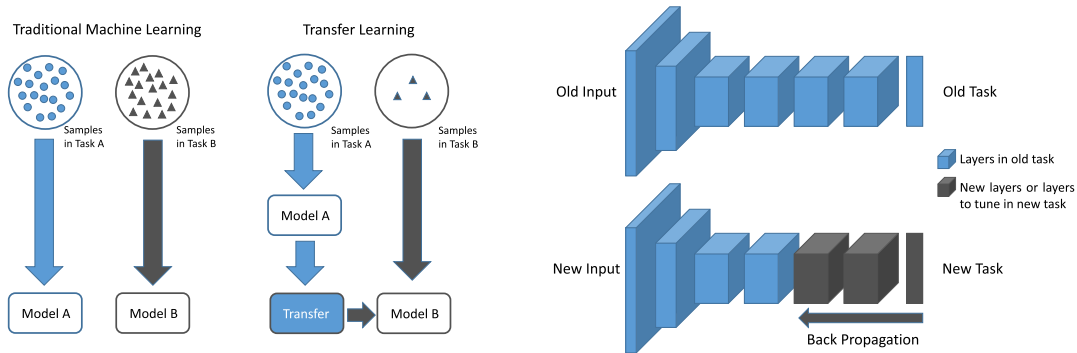 Traditional Machine Learning
Samples
in Task A
Samples
in Task B
Model A
Model B
Transfer Learning
Samples
in Task A
Samples
in Task B
Model A
Transfer
Model B
Old Input
Old Task
Layers in old task
New layers or layers
to tune in new task
New Input
New Task
Back Propagation